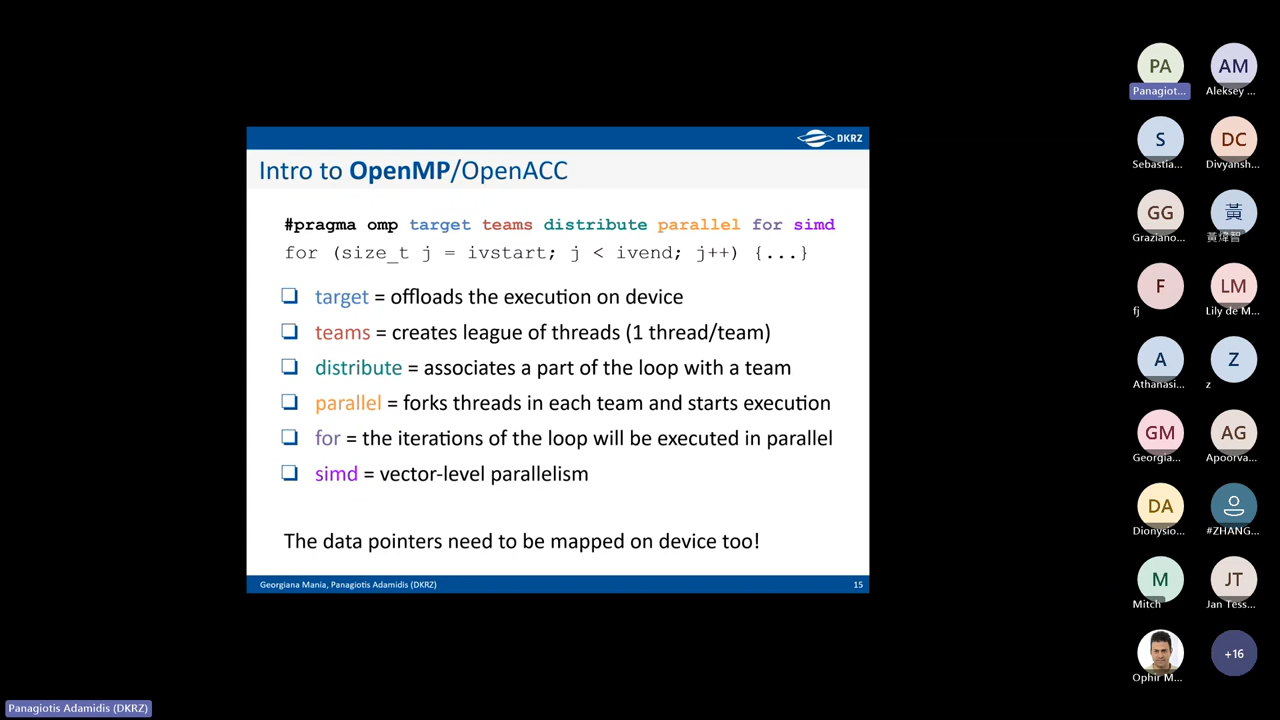 DKRZ
Intro to OpenMP/OpenACC
#pragma omp target teams distribute parallel for simd
for (size_t j = ivstart; j < ivend; j++) {...}
target = offloads the execution on device
teams = creates league of threads (1 thread/team)
distribute = associates a part of the loop with a team
parallel = forks threads in each team and starts execution
for = the iterations of the loop will be executed in parallel
simd = vector-level parallelism
The data pointers need to be mapped on device too!
Georgiana Mania, Panagiotis Adamidis (DKRZ)
15
PA
AM
Panagiot...
Aleksey ...
S
DC
Sebastia...
Divyansh...
GG
黃
Graziano...
黃煒智
F
LM
fj
Lily de M...
A
Z
Athanasi...
z
GM
AG
Georgia...
Apoorva...
DA
Dionysio...
#ZHANG...
M
JT
Mitch
Jan Tess...
+16
Ophir M...
Panagiotis Adamidis (DKRZ)